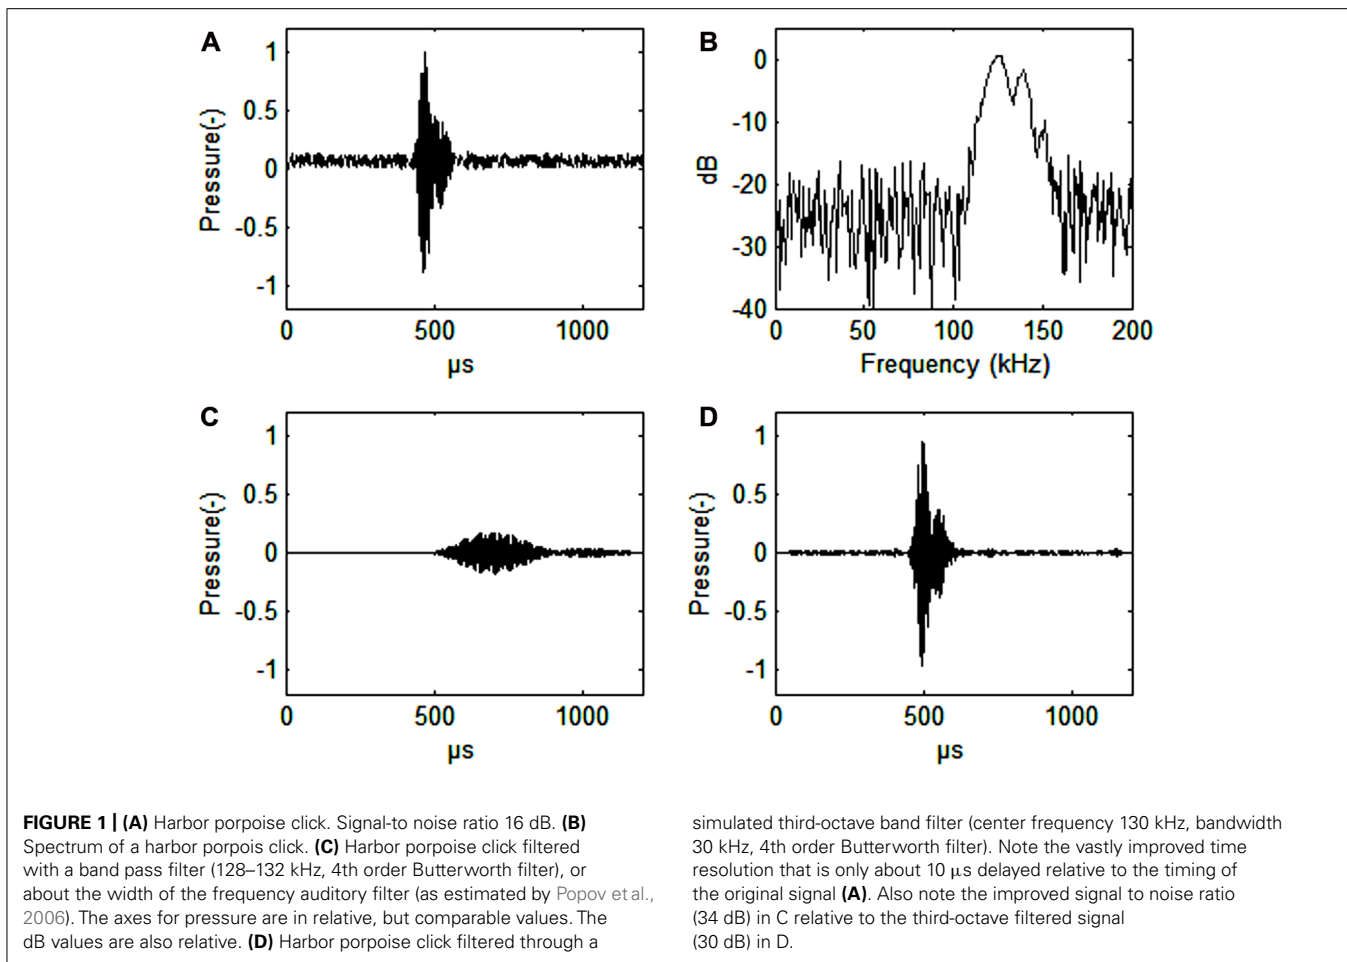 A
1
0.5
0
-0.5
-1
Pressure(-)
0
500
1000
µs
B
0
-10
-20
-30
-40
dB
0
50
100
150
200
Frequency (kHz)
C
1
0.5
0
-0.5
-1
Pressure(-)
0
500
1000
µs
D
1
0.5
0
-0.5
-1
Pressure(-)
0
500
1000
µs
FIGURE 1 | (A) Harbor porpoise click. Signal-to noise ratio 16 dB. (B)
Spectrum of a harbor porpois click. (C) Harbor porpoise click filtered
with a band pass filter (128–132 kHz, 4th order Butterworth filter), or
about the width of the frequency auditory filter (as estimated by Popov et al.,
2006). The axes for pressure are in relative, but comparable values. The
dB values are also relative. (D) Harbor porpoise click filtered through a
simulated third-octave band filter (center frequency 130 kHz, bandwidth
30 kHz, 4th order Butterworth filter). Note the vastly improved time
resolution that is only about 10 µs delayed relative to the timing of
the original signal (A). Also note the improved signal to noise ratio
(34 dB) in C relative to the third-octave filtered signal
(30 dB) in D.